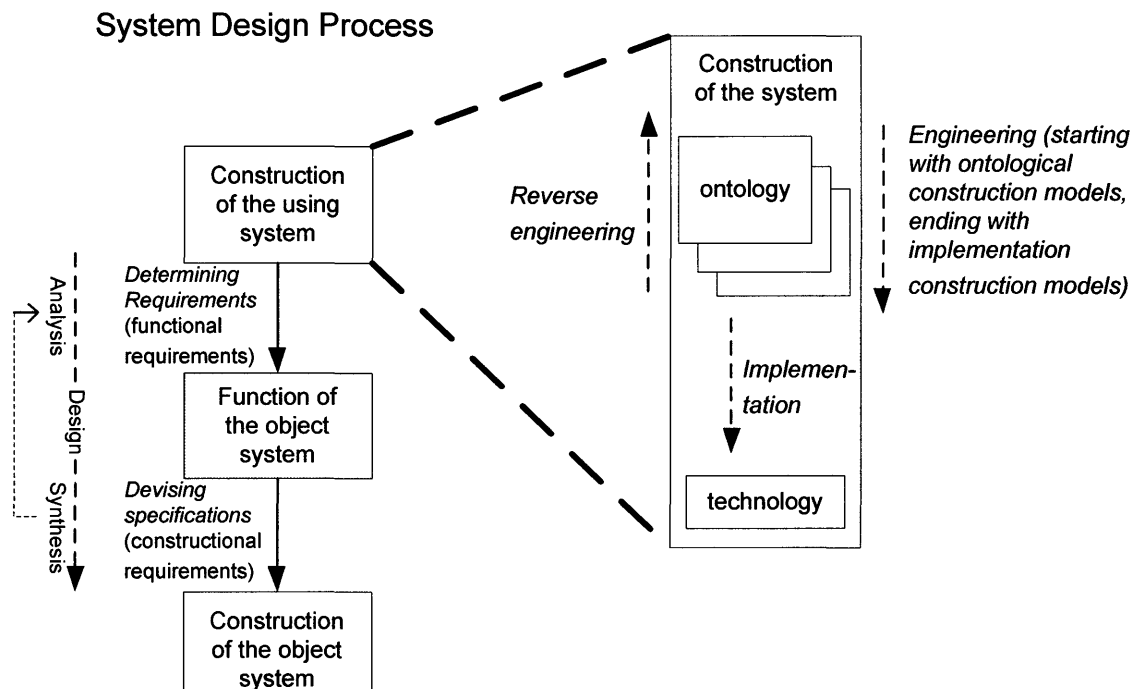 System Design Process
Construction
of the using
system
Determining
Requirements
(functional
requirements)
Function of
the object
system
Devising
specifications
(constructional
requirements)
Construction
of the object
system
Analysis
Design
Synthesis
Construction
of the system
ontology
Reverse
engineering
Engineering (starting
with ontological
construction models,
ending with
implementation
construction models)
Implemen-
tation
technology